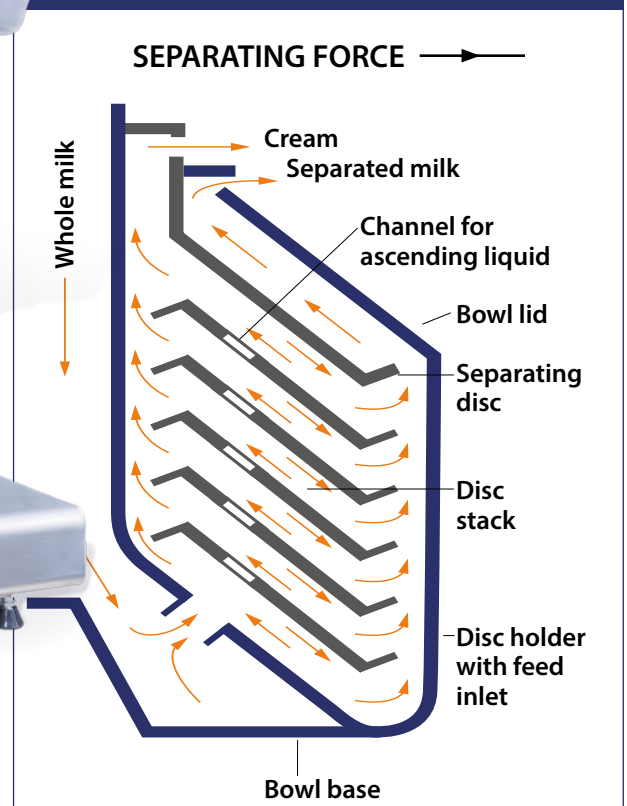 SEPARATING FORCE
Cream
Separated milk
Whole milk
Channel for
ascending liquid
Bowl lid
Separating
disc
Disc
stack
Disc holder
with feed
inlet
Bowl base